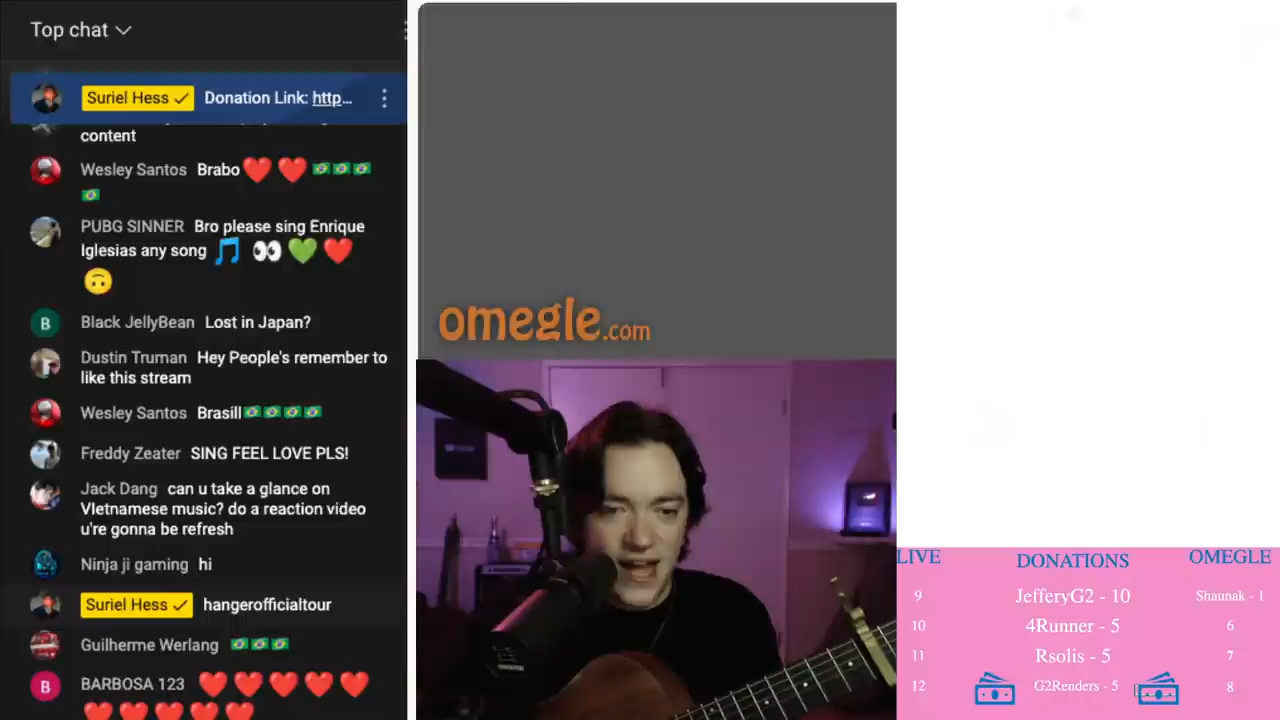 Top chat
Suriel Hess Donation Link: http...
content
Wesley Santos Brabo
PUBG SINNER Bro please sing Enrique
Iglesias any song
B Black JellyBean Lost in Japan?
Dustin Truman Hey People's remember to
like this stream
Wesley Santos Brasill
Freddy Zeater SING FEEL LOVE PLS!
Jack Dang can u take a glance on
VIetnamese music? do a reaction video
u're gonna be refresh
Ninja ji gaming hi
Suriel Hess hangerofficialtour
Guilherme Werlang
B BARBOSA 123
omegle.com
LIVE
9
10
11
12
DONATIONS
JefferyG2 - 10
4Runner - 5
Rsolis - 5
G2Renders - 5
OMEGLE
Shaunak - 1
6
7
8